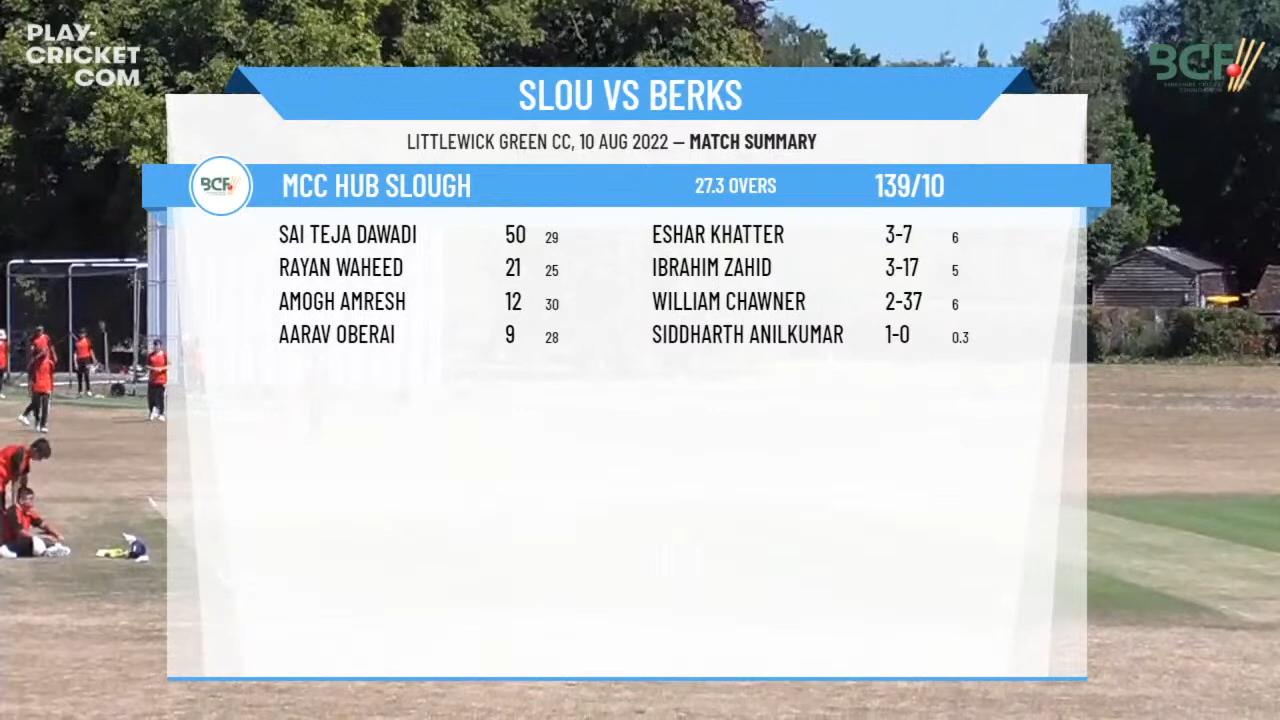 PLAY-
CRICKET
COM
BCF
SLOU VS BERKS
LITTLEWICK GREEN CC, 10 AUG 2022 – MATCH SUMMARY
BCF MCC HUB SLOUGH 27.3 OVERS 139/10
SAI TEJA DAWADI 50 29 ESHAR KHATTER 3-7 6
RAYAN WAHEED 21 25 IBRAHIM ZAHID 3-17 5
AMOGH AMRESH 12 30 WILLIAM CHAWNER 2-37 6
AARAV OBERAI 9 28 SIDDHARTH ANILKUMAR 1-0 0.3